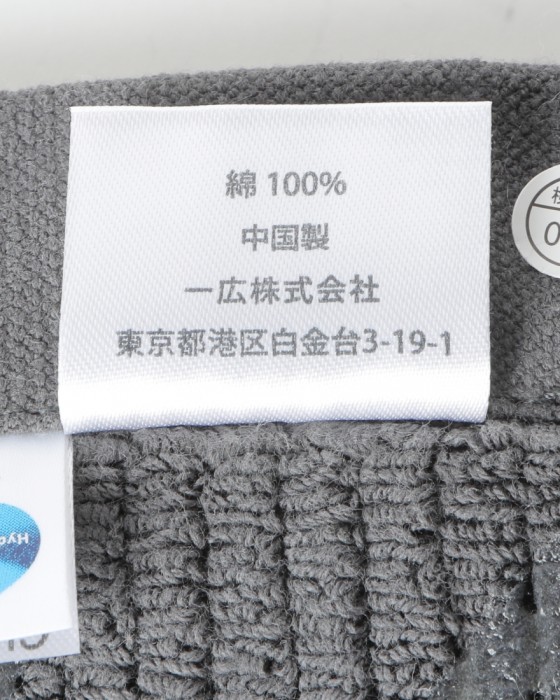 綿 100%
中国製
一広株式会社
東京都港区白金台3-19-1